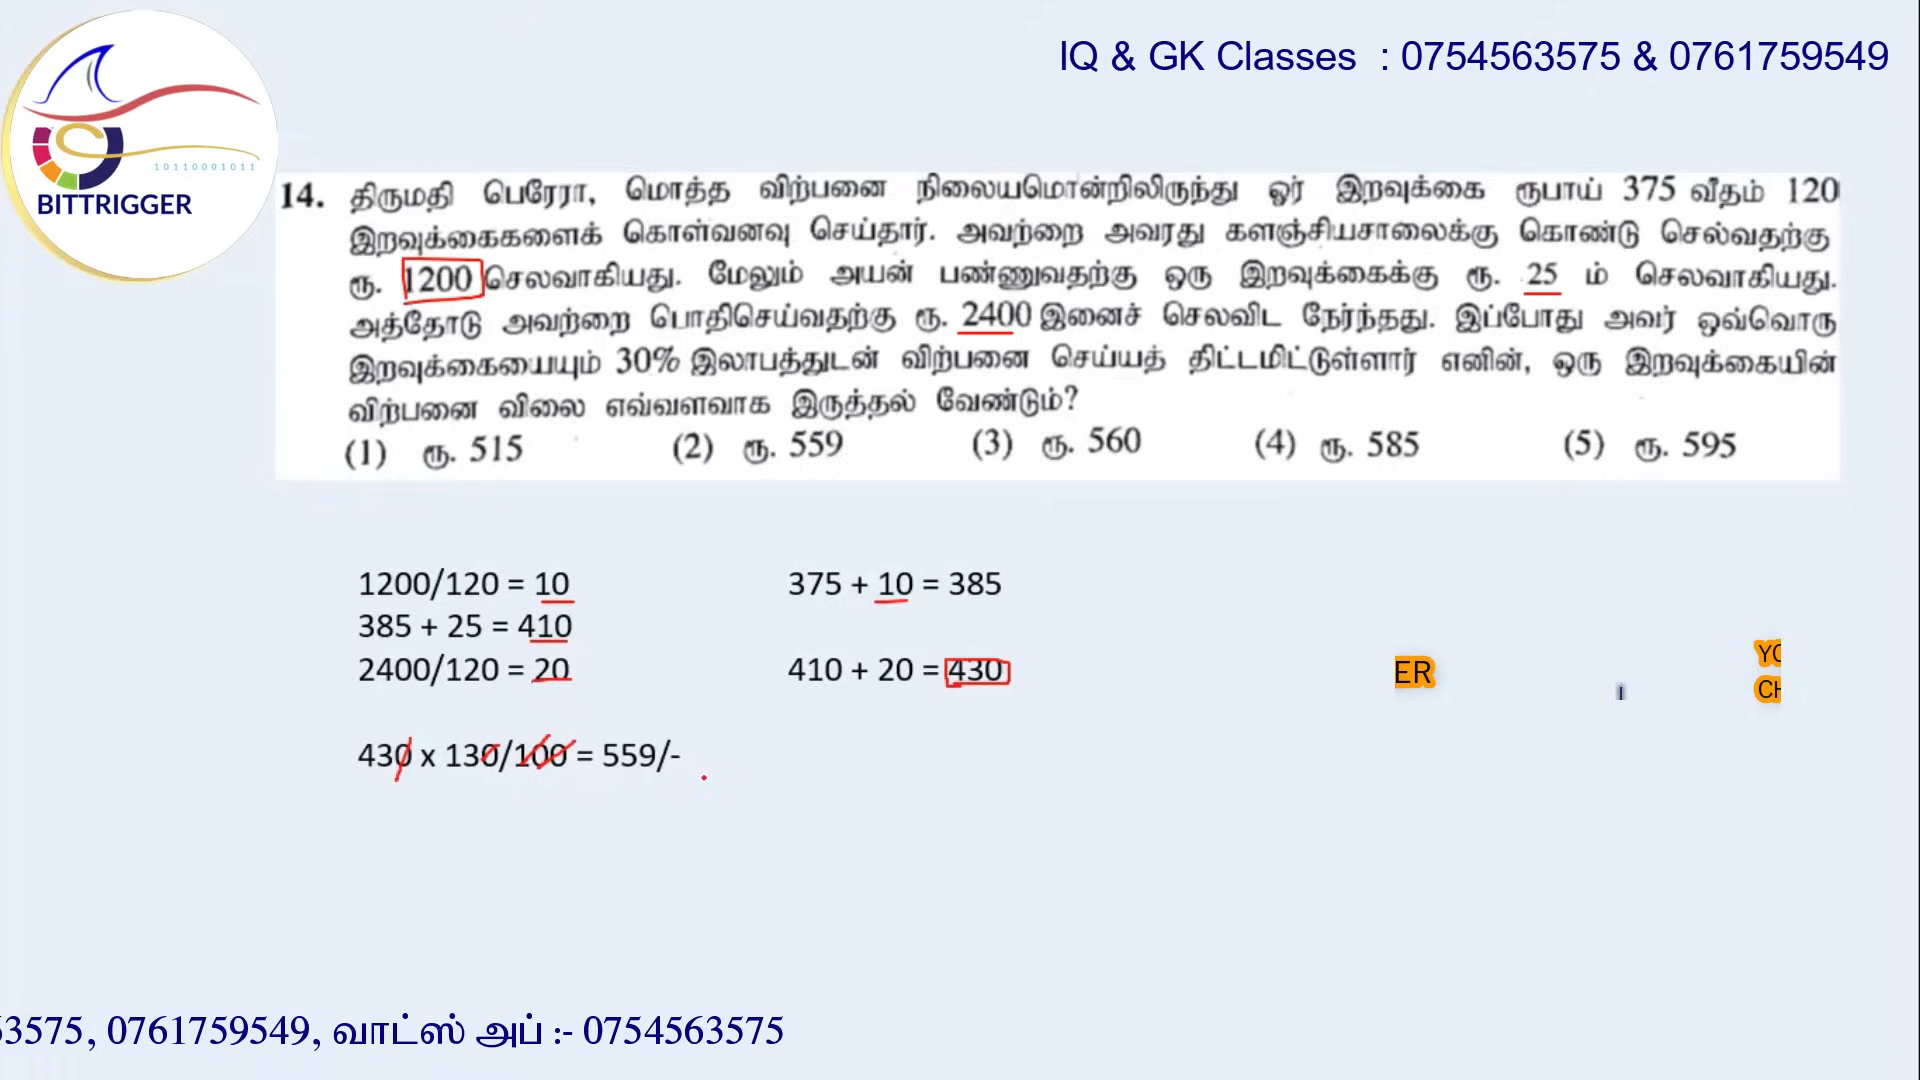 IQ & GK Classes : 0754563575 & 0761759549
10110001011
BITTRIGGER
14. திருமதி பெரேரா, மொத்த விற்பனை நிலையமொன்றிலிருந்து ஓர் இறவுக்கை ரூபாய் 375 வீதம் 120
இறவுக்கைகளைக் கொள்வனவு செய்தார். அவற்றை அவரது களஞ்சியசாலைக்கு கொண்டு செல்வதற்கு
ரூ. 1200 செலவாகியது. மேலும் அயன் பண்ணுவதற்கு ஒரு இறவுக்கைக்கு ரூ. 25 ம் செலவாகியது.
அத்தோடு அவற்றை பொதிசெய்வதற்கு ரூ. 2400 இனைச் செலவிட நேர்ந்தது. இப்போது அவர் ஒவ்வொரு
இறவுக்கையையும் 30% இலாபத்துடன் விற்பனை செய்யத் திட்டமிட்டுள்ளார் எனின், ஒரு இறவுக்கையின்
விற்பனை விலை எவ்வளவாக இருத்தல் வேண்டும்?
(1) ரூ. 515 (2) ரூ. 559 (3) ரூ. 560 (4) ரூ. 585 (5) ரூ. 595
1200/120 = 10 375 + 10 = 385
385 + 25 = 410
2400/120 = 20 410 + 20 = 430
ER
YO
CH
430 x 130/100 = 559/-
63575, 0761759549, வாட்ஸ் அப் :- 0754563575